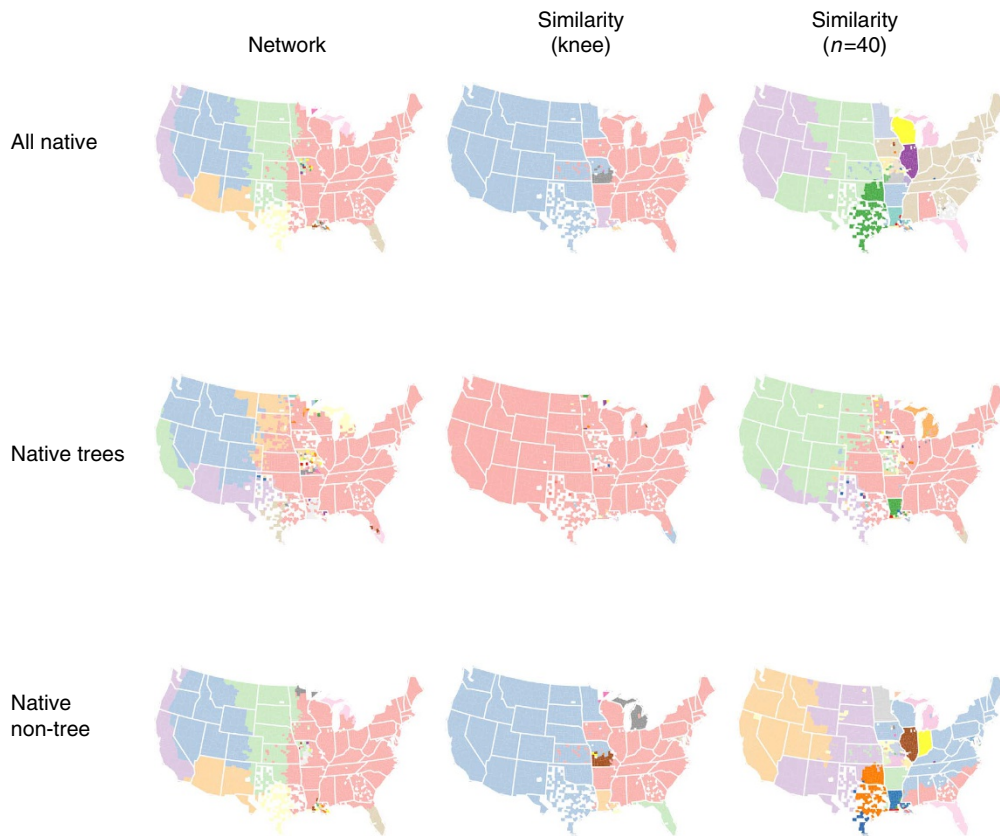 Network
Similarity
(knee)
Similarity
(n=40)
All native
Native trees
Native
non-tree